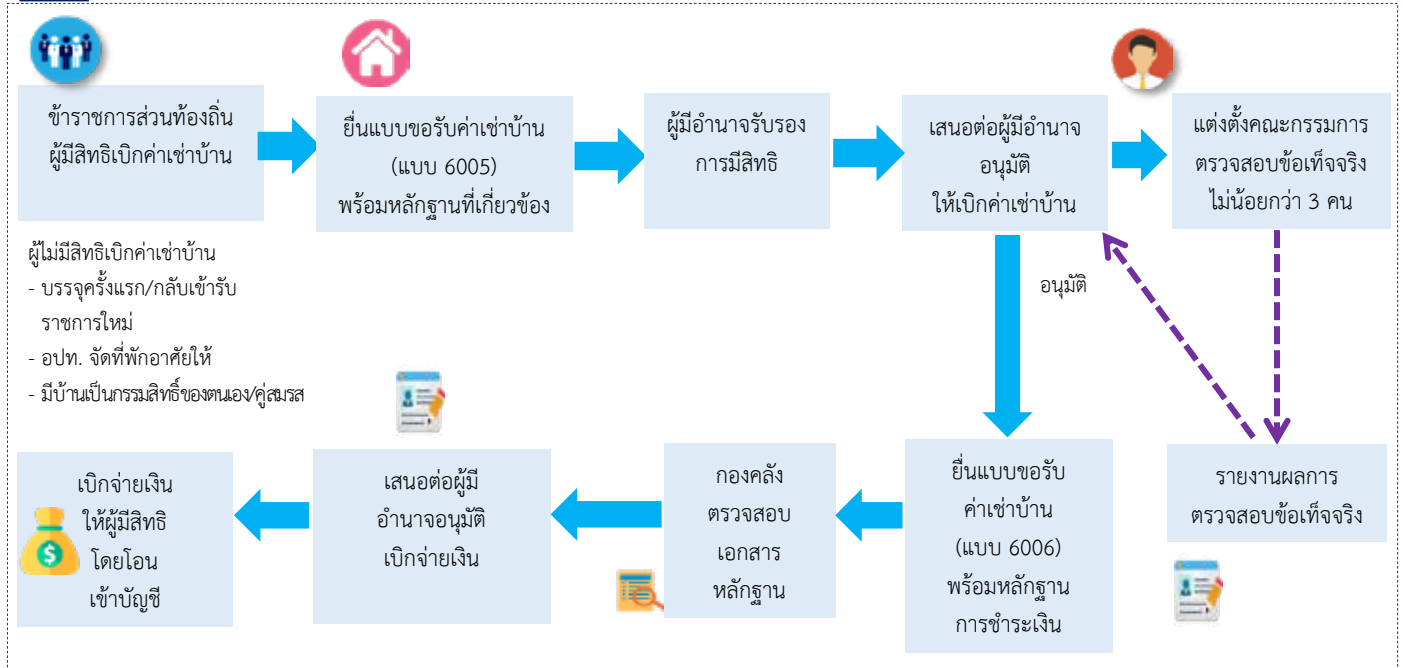 ข้าราชการส่วนท้องถิ่น
ผู้มีสิทธิเบิกค่าเช่าบ้าน
ยื่นแบบขอรับค่าเช่าบ้าน
(แบบ 6005)
พร้อมหลักฐานที่เกี่ยวข้อง
ผู้มีอำนาจรับรอง
การมีสิทธิ
เสนอต่อผู้มีอำนาจ
อนุมัติ
ให้เบิกค่าเช่าบ้าน
แต่งตั้งคณะกรรมการ
ตรวจสอบข้อเท็จจริง
ไม่น้อยกว่า 3 คน
ผู้ไม่มีสิทธิเบิกค่าเช่าบ้าน
- บรรจุครั้งแรก/กลับเข้ารับ
ราชการใหม่
- อปท. จัดที่พักอาศัยให้
- มีบ้านเป็นกรรมสิทธิ์ของตนเอง/คู่สมรส
อนุมัติ
รายงานผลการ
ตรวจสอบข้อเท็จจริง
ยื่นแบบขอรับ
ค่าเช่าบ้าน
(แบบ 6006)
พร้อมหลักฐาน
การชำระเงิน
กองคลัง
ตรวจสอบ
เอกสาร
หลักฐาน
เสนอต่อผู้มี
อำนาจอนุมัติ
เบิกจ่ายเงิน
เบิกจ่ายเงิน
ให้ผู้มีสิทธิ
โดยโอน
เข้าบัญชี